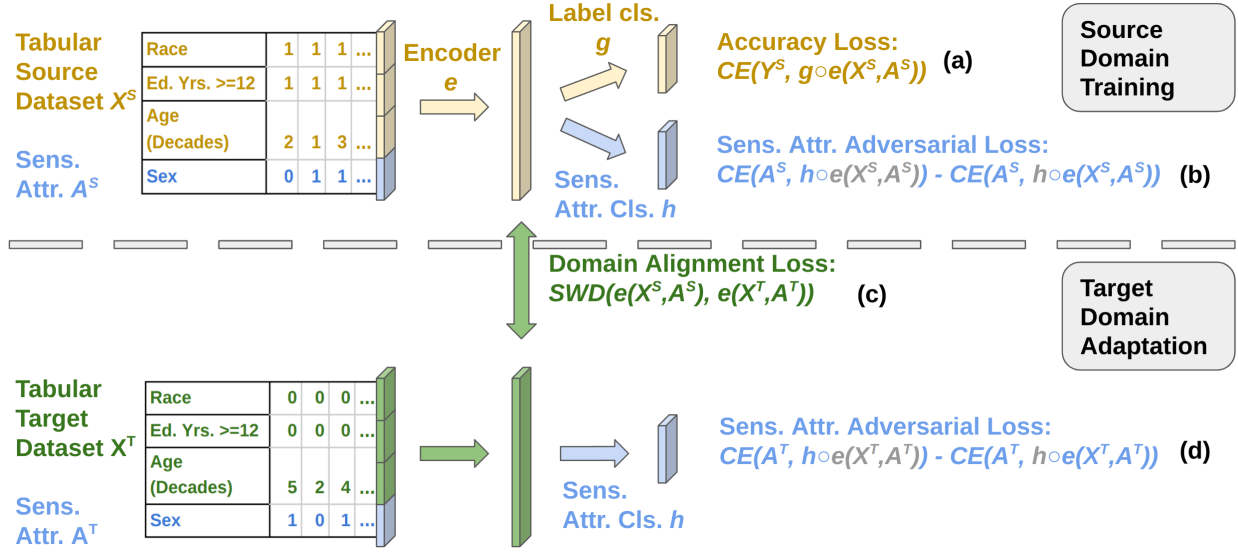 Tabular
Source
Dataset X^S
Sens.
Attr. A^S
Race 1 1 1 ...
Ed. Yrs. >=12 1 1 1 ...
Age
(Decades) 2 1 3 ...
Sex 0 1 1 ...
Encoder
e
Label cls.
g
Sens.
Attr. Cls. h
Accuracy Loss:
CE(Y^S, g○e(X^S,A^S)) (a)
Sens. Attr. Adversarial Loss:
CE(A^S, h○e(X^S,A^S)) - CE(A^S, h○e(X^S,A^S)) (b)
Source
Domain
Training
Domain Alignment Loss:
SWD(e(X^S,A^S), e(X^T,A^T)) (c)
Target
Domain
Adaptation
Tabular
Target
Dataset X^T
Sens.
Attr. A^T
Race 0 0 0 ...
Ed. Yrs. >=12 0 0 0 ...
Age
(Decades) 5 2 4 ...
Sex 1 0 1 ...
Sens.
Attr. Cls. h
Sens. Attr. Adversarial Loss:
CE(A^T, h○e(X^T,A^T)) - CE(A^T, h○e(X^T,A^T)) (d)